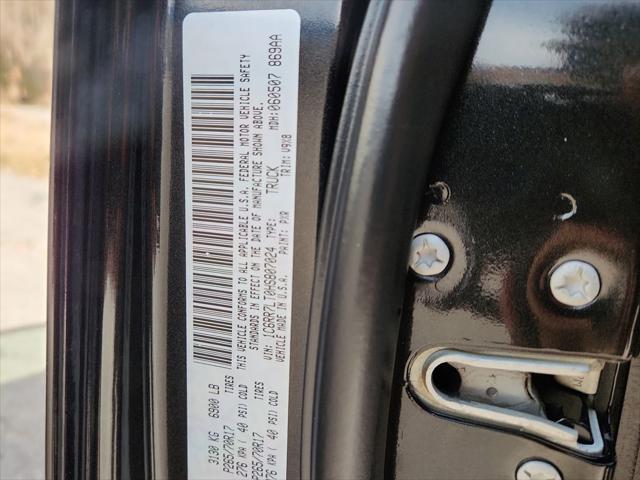 3130 KG 6900 LB
P265/70R17 TIRES
276 KPA ( 40 PSI) COLD
P265/70R17 TIRES
276 KPA ( 40 PSI) COLD
THIS VEHICLE CONFORMS TO ALL APPLICABLE U.S.A. FEDERAL MOTOR VEHICLE SAFETY
STANDARDS IN EFFECT ON THE DATE OF MANUFACTURE SHOWN ABOVE.
VIN: 1C6RR7LT0HS807024 TYPE: TRUCK MDH: 060507 869AA
VEHICLE MADE IN U.S.A. PAINT: PXR TRIM: V9X8